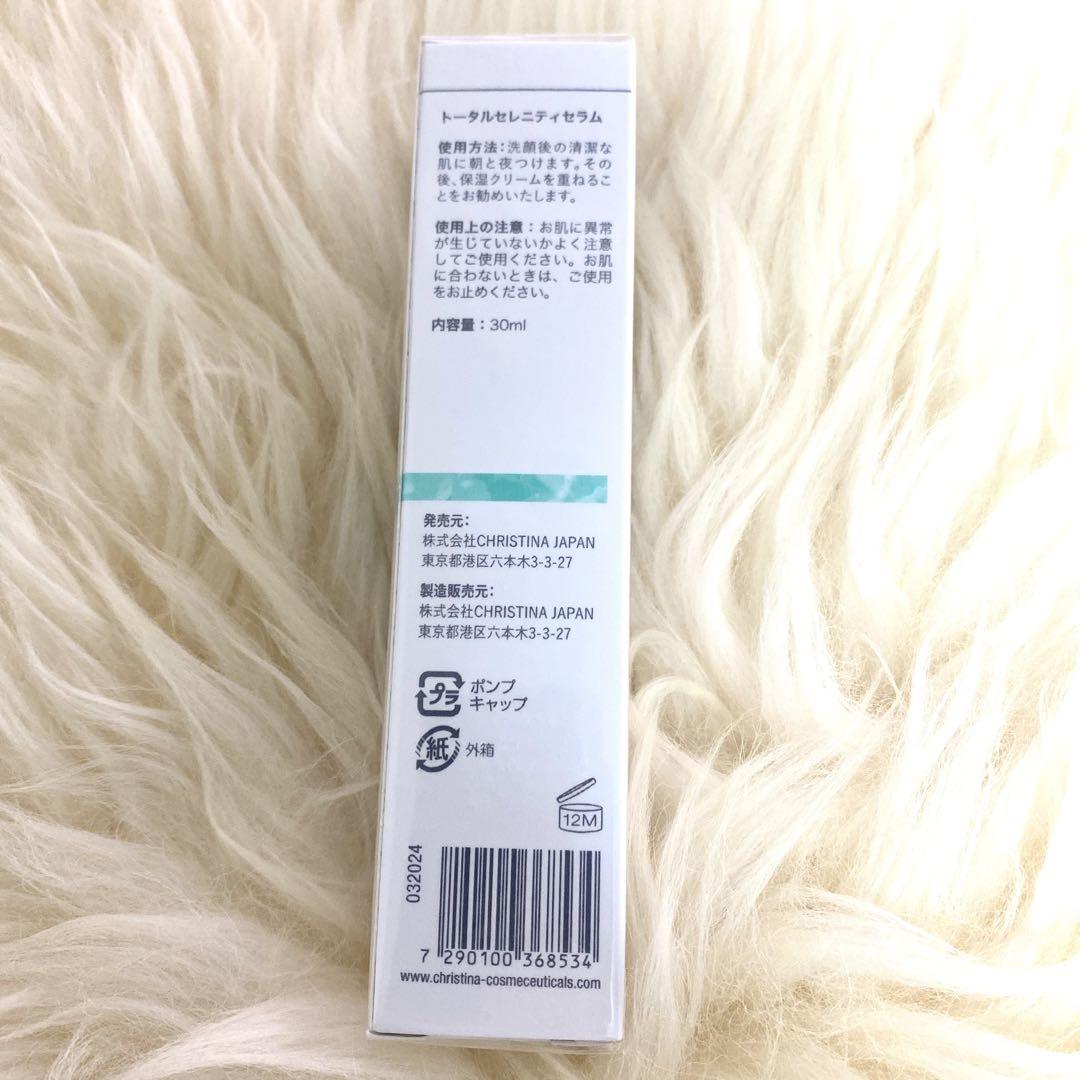 トータルセレニティセラム
使用方法：洗顔後の清潔な
肌に朝と夜つけます。その
後、保湿クリームを重ねるこ
とをお勧めいたします。
使用上の注意：お肌に異常
が生じていないかよく注意
してご使用ください。お肌
に合わないときは、ご使用
をお止めください。
内容量：30ml
発売元：
株式会社CHRISTINA JAPAN
東京都港区六本木3-3-27
製造販売元：
株式会社CHRISTINA JAPAN
東京都港区六本木3-3-27
プラ ポンプ
キャップ
紙 外箱
12M
032024
7 290100 368534
www.christina-cosmeceuticals.com